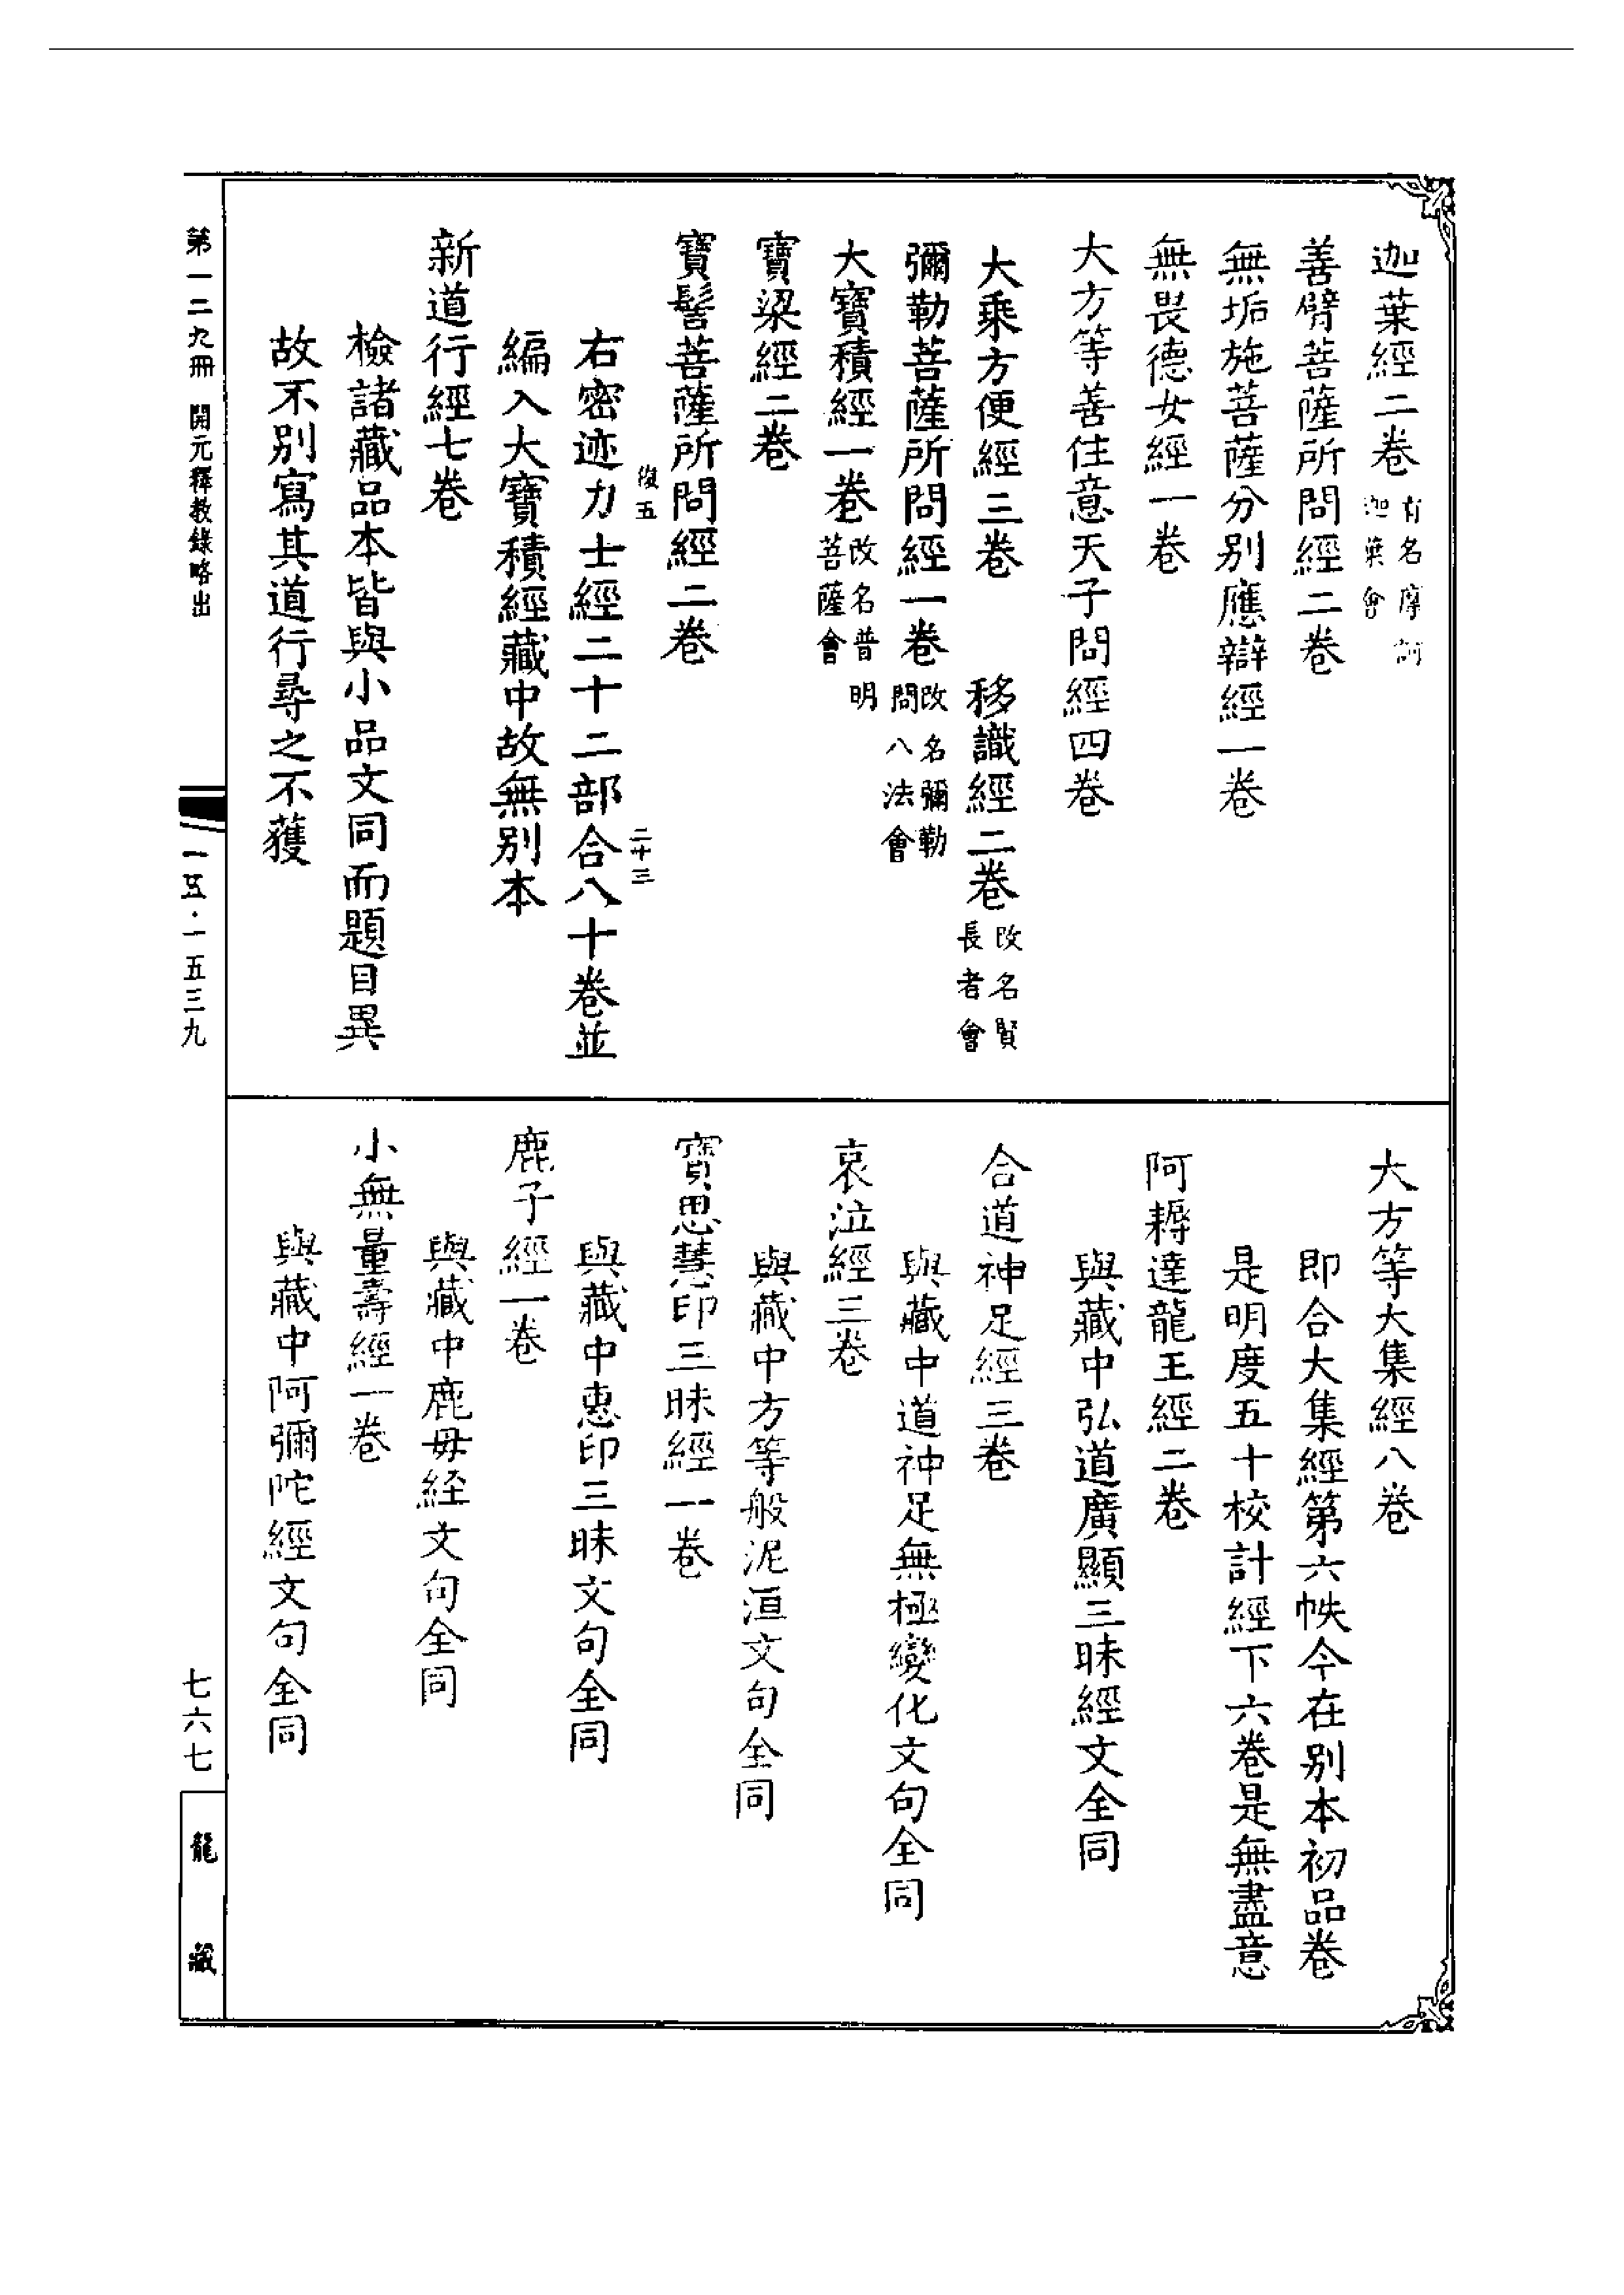 迦葉經二卷 有名摩訶迦葉會
善臂菩薩所問經二卷
無垢施菩薩分別應辯經一卷
無畏德女經一卷
大方等善住意天子問經四卷
大乘方便經三卷 移識經二卷 改名賢長者會
彌勒菩薩所問經一卷 改名彌勒問八法會
大寶積經一卷 改名普明菩薩會
寶梁經二卷
寶髻菩薩所問經二卷
右密迹力士經二十二部合八十卷並
編入大寶積經藏中故無別本
新道行經七卷
檢諸藏品本皆與小品文同而題目異
故不別寫其道行尋之不獲
復五
二十三
大方等大集經八卷
即合大集經第六帙今在別本初品卷
是明度五十校計經下六卷是無盡意
阿耨達龍王經二卷
與藏中弘道廣顯三昧經文全同
合道神足經三卷
與藏中道神足無極變化文句全同
哀泣經三卷
與藏中方等般泥洹文句全同
寶思慧印三昧經一卷
與藏中惠印三昧文句全同
鹿子經一卷
與藏中鹿母経文句全同
小無量壽經一卷
與藏中阿彌陀經文句全同
第一二九冊 開元釋教錄略出
一五·一五三九
七六七
龍藏